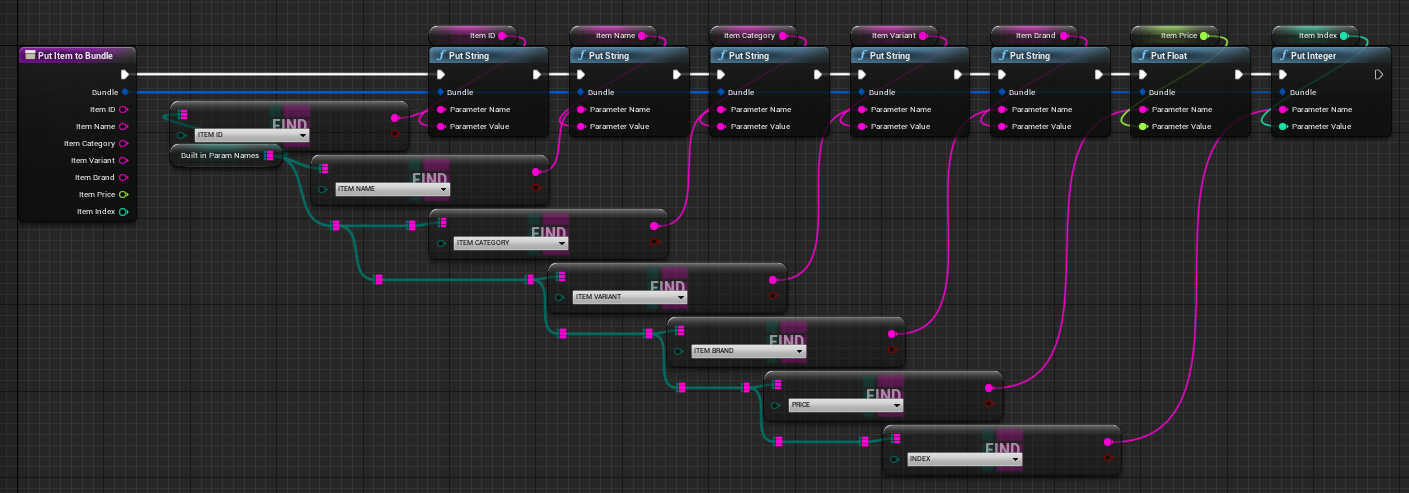 Item ID
Item Name
Item Category
Item Variant
Item Brand
Item Price
Item Index
Put Item to Bundle
Put String
Put String
Put String
Put String
Put String
Put Float
Put Integer
Bundle
Bundle
Bundle
Bundle
Bundle
Bundle
Bundle
Bundle
Item ID
Parameter Name
Parameter Name
Parameter Name
Parameter Name
Parameter Name
Parameter Name
Parameter Name
Item Name
FIND
Parameter Value
Parameter Value
Parameter Value
Parameter Value
Parameter Value
Parameter Value
Parameter Value
ITEM ID
Item Category
Built in Param Names
Item Variant
Item Brand
FIND
ITEM NAME
Item Price
Item Index
FIND
ITEM CATEGORY
FIND
ITEM VARIANT
FIND
ITEM BRAND
FIND
PRICE
FIND
INDEX